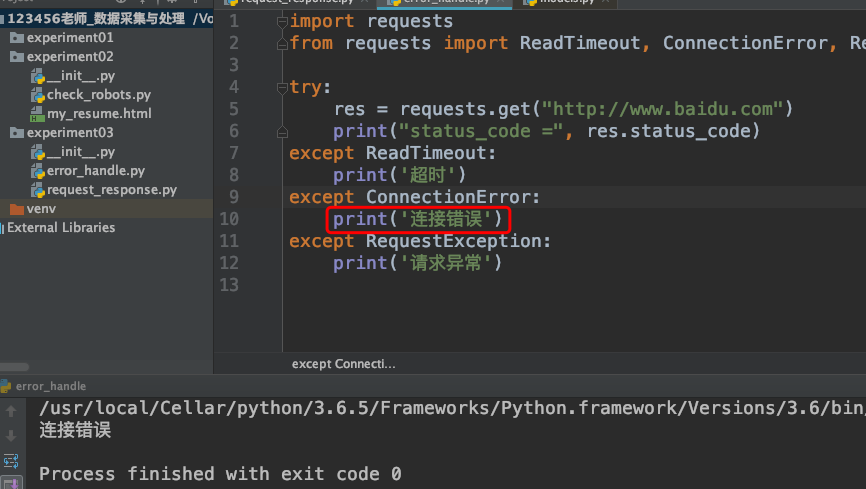 request_response.py
error_handle.py
models.py
123456老师_数据采集与处理 /Vo
experiment01
experiment02
__init__.py
check_robots.py
my_resume.html
experiment03
__init__.py
error_handle.py
request_response.py
venv
External Libraries
1 import requests
2 from requests import ReadTimeout, ConnectionError, Re
3
4 try:
5 res = requests.get("http://www.baidu.com")
6 print("status_code =", res.status_code)
7 except ReadTimeout:
8 print('超时')
9 except ConnectionError:
10 print('连接错误')
11 except RequestException:
12 print('请求异常')
13
except Connecti...
error_handle
/usr/local/Cellar/python/3.6.5/Frameworks/Python.framework/Versions/3.6/bin/
连接错误
Process finished with exit code 0